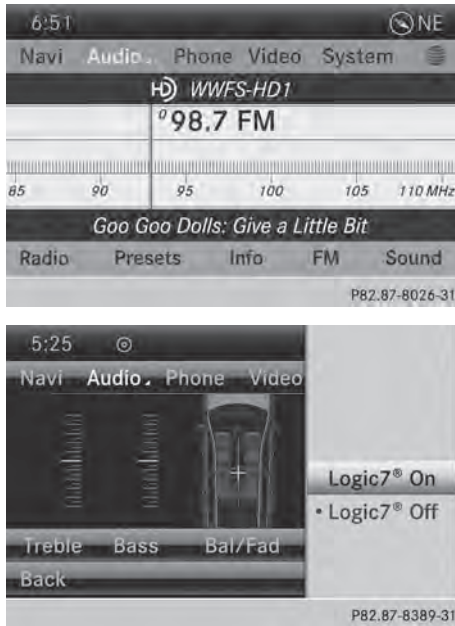 6:51 NE
Navi Audio Phone Video System
HD WWFS-HD1
0 98.7 FM
85 90 95 100 105 110 MHz
Goo Goo Dolls: Give a Little Bit
Radio Presets Info FM Sound
P82.87-8026-31
5:25
Navi Audio Phone Video
Logic7® On
• Logic7® Off
Treble Bass Bal/Fad
Back
P82.87-8389-31